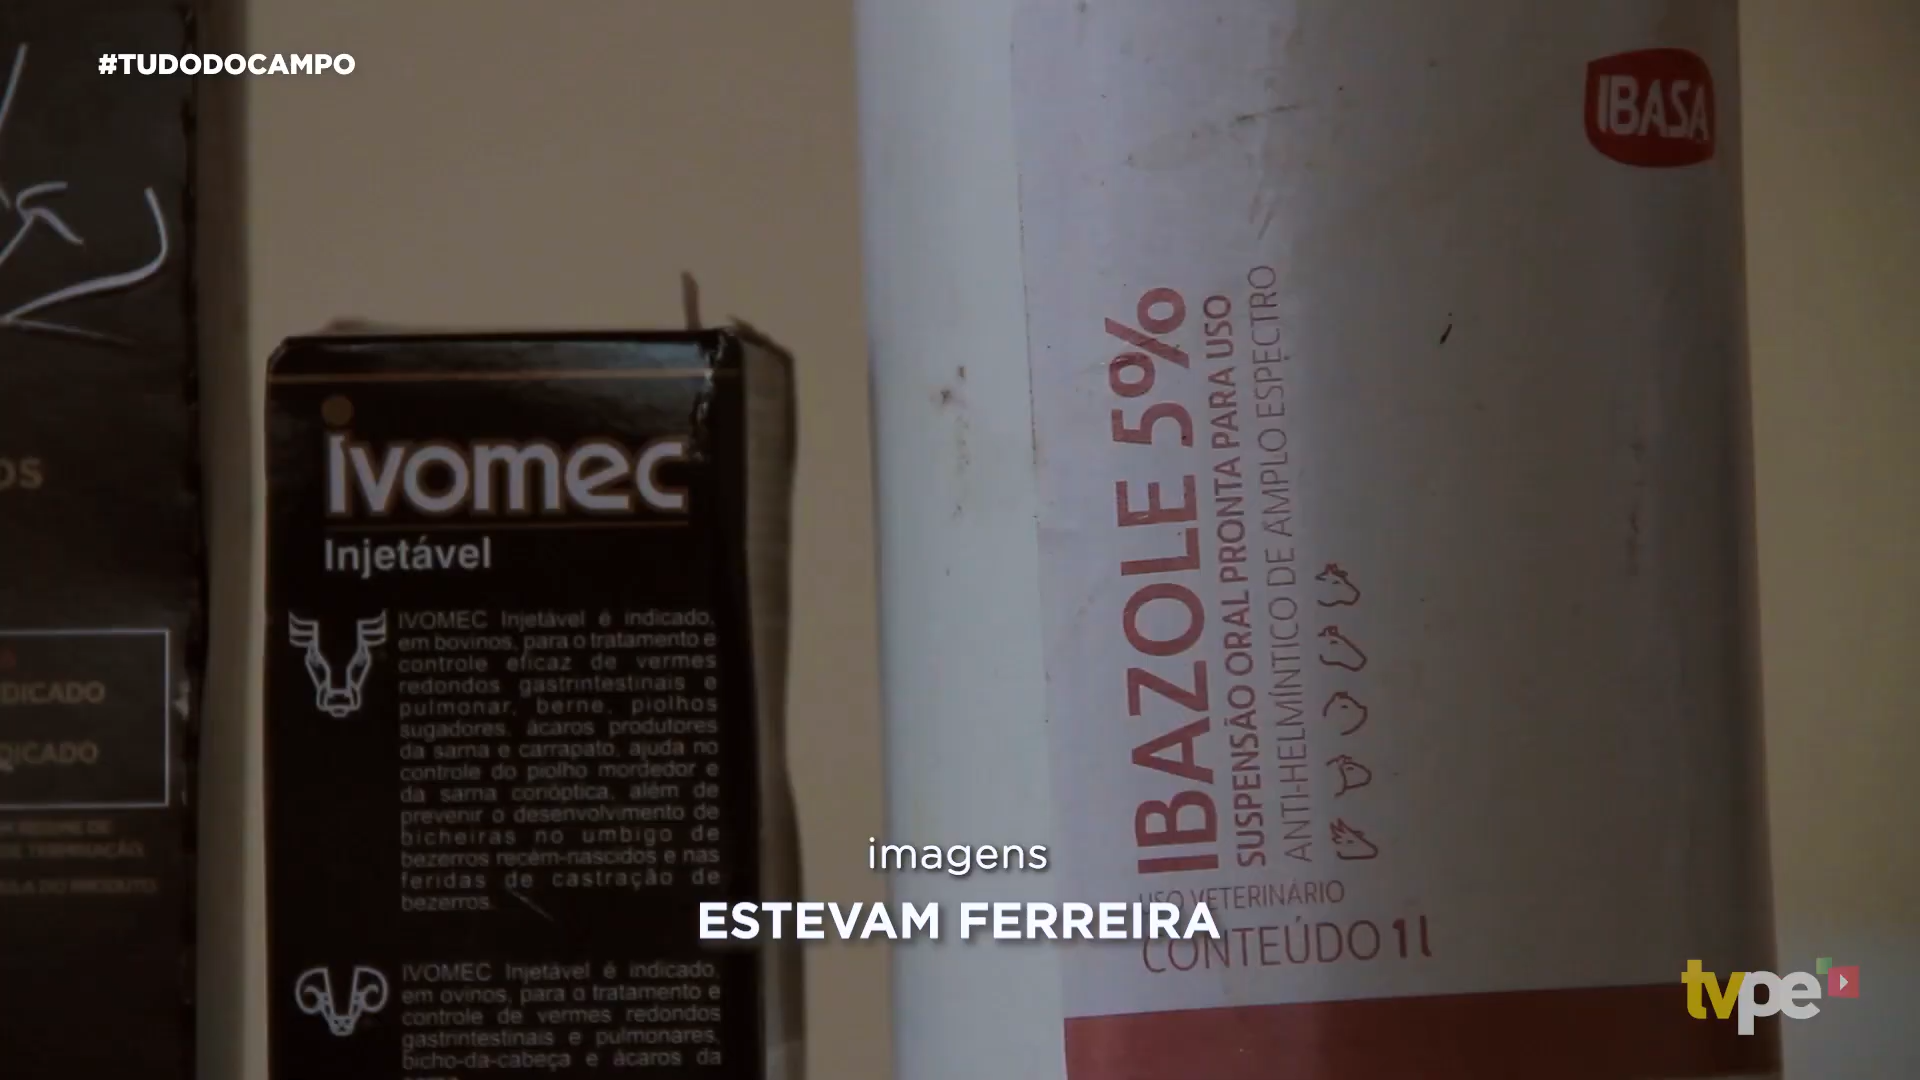 #TUDODOCAMPO
OS
DICADO
DICADO
Ivomec
Injetável
IVOMEC Injetável é indicado,
em bovinos, para o tratamento e
controle eficaz de vermes
redondos gastrintestinais e
pulmonar, berne, piolhos
sugadores, ácaros produtores
da sarna e carrapato, ajuda no
controle do piolho mordedor e
da sarna corióptica, além de
prevenir o desenvolvimento de
bicheiras no umbigo de
bezerros recém-nascidos e nas
feridas de castração de
bezerros.
IVOMEC Injetável é indicado,
em ovinos, para o tratamento e
controle de vermes redondos
gastrintestinais e pulmonares,
bicho-da-cabeça e ácaros da
IBASA
IBAZOLE 5%
SUSPENSÃO ORAL PRONTA PARA USO
ANTI-HELMÍNTICO DE AMPLO ESPECTRO
USO VETERINÁRIO
CONTEÚDO 1 l
imagens
ESTEVAM FERREIRA
tvpe